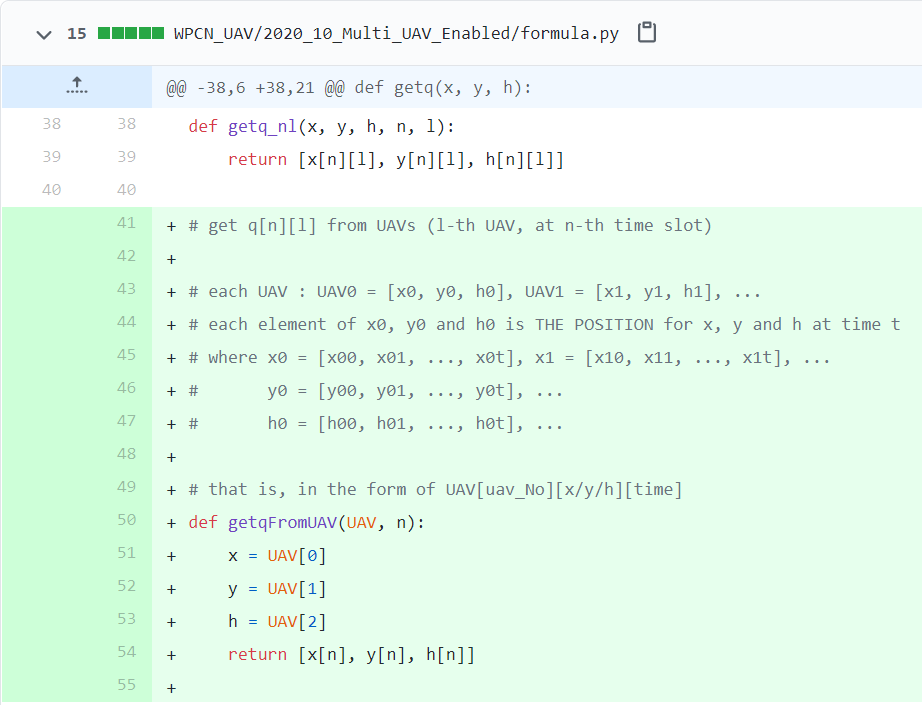 15 WPCN_UAV/2020_10_Multi_UAV_Enabled/formula.py
@@ -38,6 +38,21 @@ def getq(x, y, h):
38 38 def getq_nl(x, y, h, n, l):
39 39     return [x[n][l], y[n][l], h[n][l]]
40 40
41 + # get q[n][l] from UAVs (l-th UAV, at n-th time slot)
42 +
43 + # each UAV : UAV0 = [x0, y0, h0], UAV1 = [x1, y1, h1], ...
44 + # each element of x0, y0 and h0 is THE POSITION for x, y and h at time t
45 + # where x0 = [x00, x01, ..., x0t], x1 = [x10, x11, ..., x1t], ...
46 + #       y0 = [y00, y01, ..., y0t], ...
47 + #       h0 = [h00, h01, ..., h0t], ...
48 +
49 + # that is, in the form of UAV[uav_No][x/y/h][time]
50 + def getqFromUAV(UAV, n):
51 +     x = UAV[0]
52 +     y = UAV[1]
53 +     h = UAV[2]
54 +     return [x[n], y[n], h[n]]
55 +